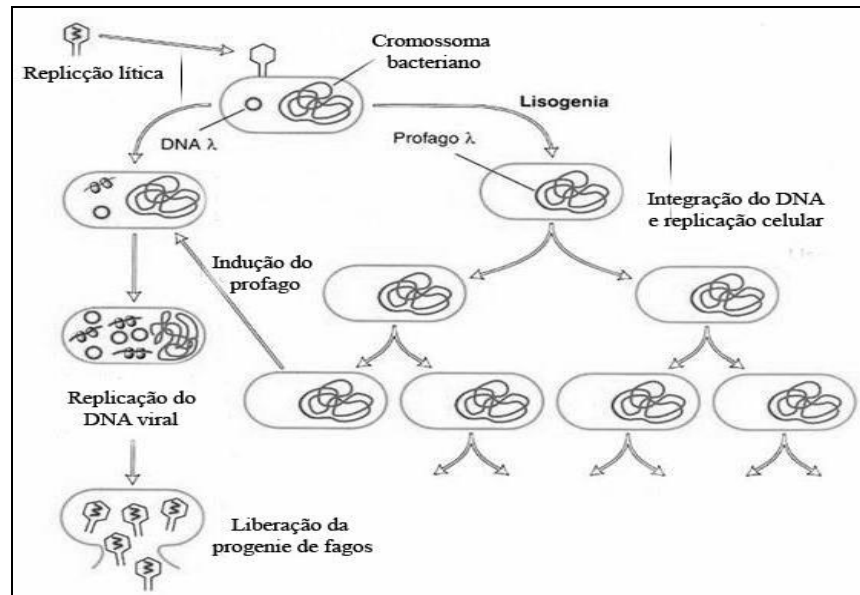 Cromossoma
bacteriano
Replicção lítica
Lisogenia
DNA λ
Profago λ
Integração do DNA
e replicação celular
Indução do
profago
Replicação do
DNA viral
Liberação da
progenie de fagos